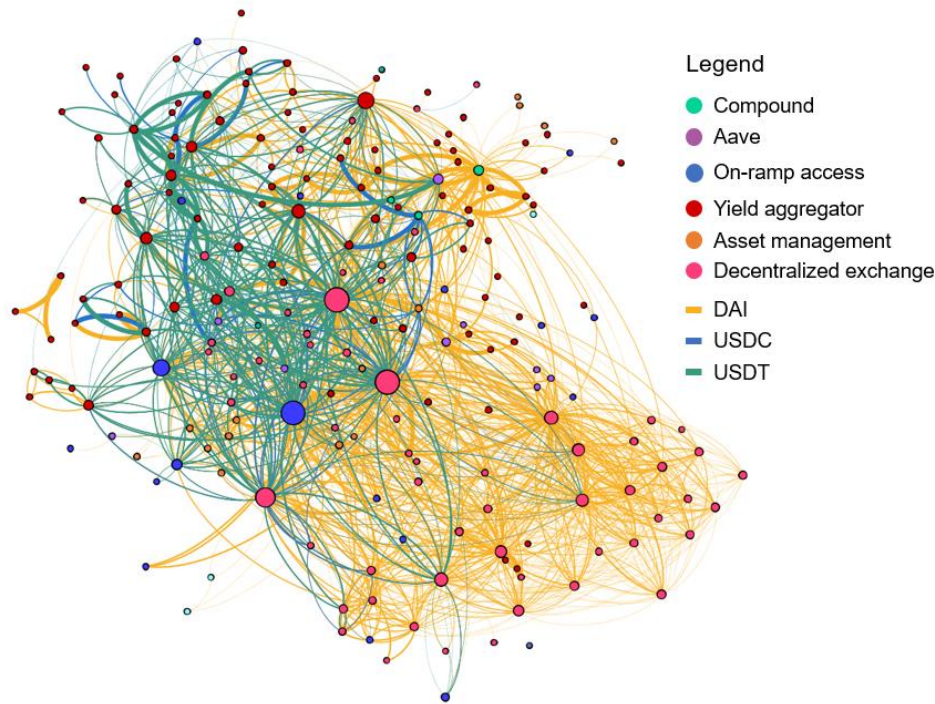 Legend
Compound
Aave
On-ramp access
Yield aggregator
Asset management
Decentralized exchange
DAI
USDC
USDT